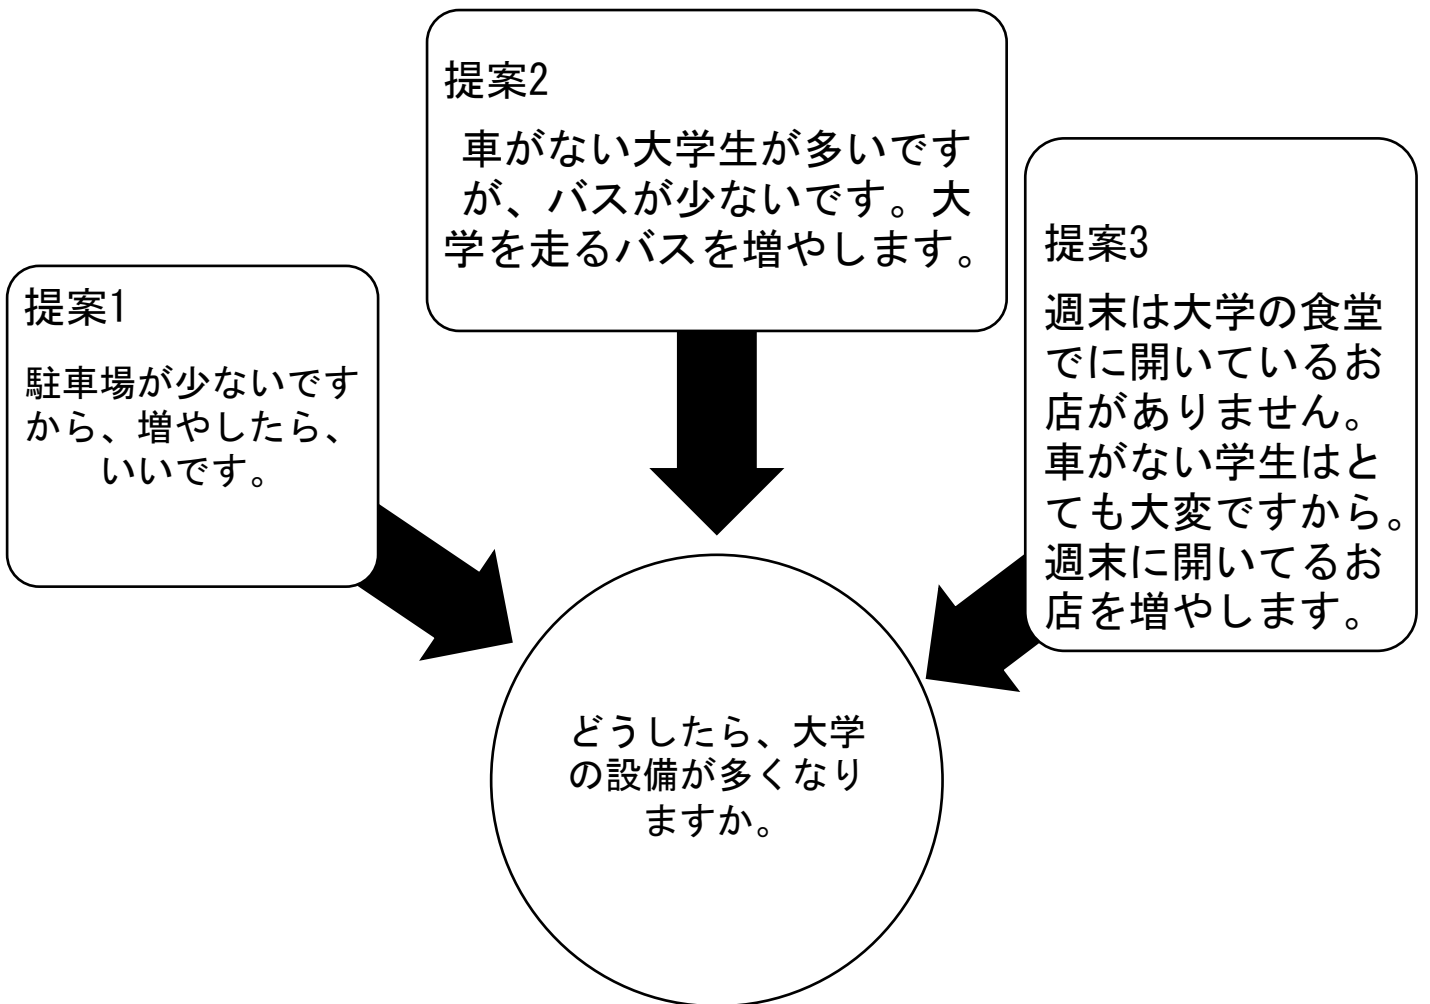 提案1
駐車場が少ないです
から、増やしたら、
いいです。
提案2
車がない大学生が多いです
が、バスが少ないです。大
学を走るバスを増やします。
提案3
週末は大学の食堂
でに開いているお
店がありません。
車がない学生はと
ても大変ですから。
週末に開いてるお
店を増やします。
どうしたら、大学
の設備が多くなり
ますか。